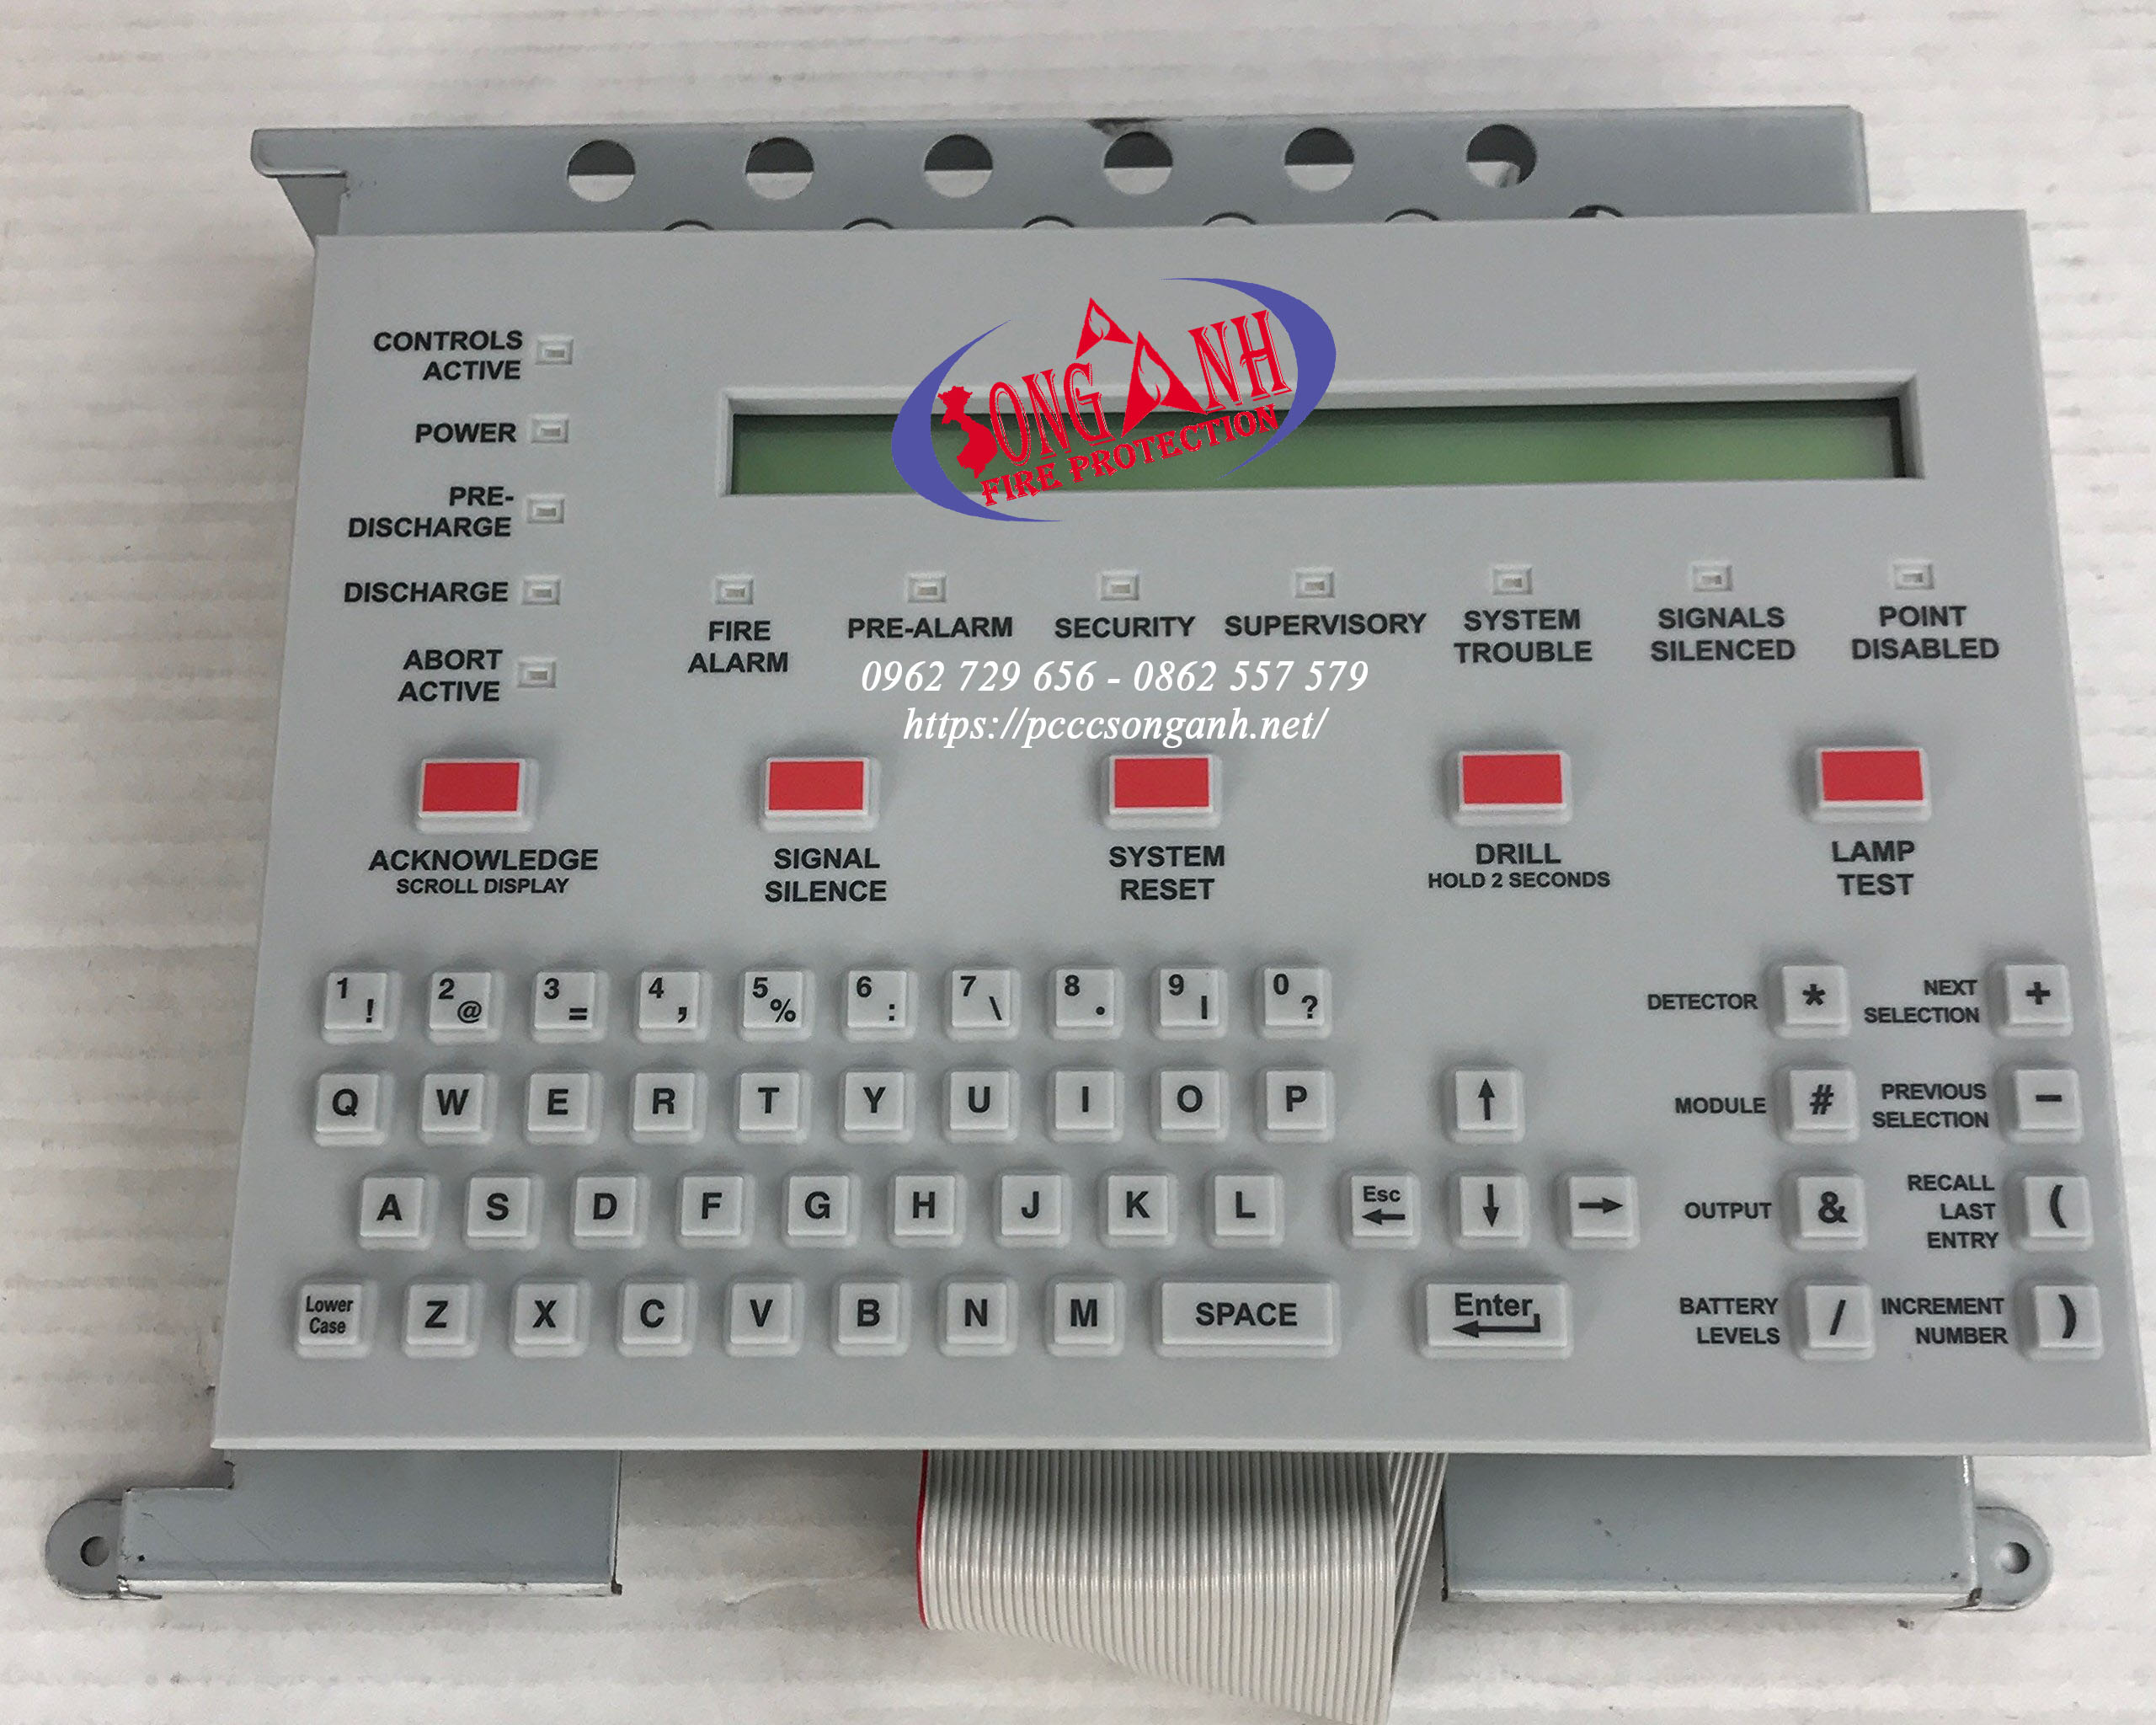 CONTROLS
ACTIVE
POWER
PRE-
DISCHARGE
DISCHARGE
ABORT
ACTIVE
SONG ANH
FIRE PROTECTION
FIRE
ALARM
PRE-ALARM
SECURITY
SUPERVISORY
SYSTEM
TROUBLE
SIGNALS
SILENCED
POINT
DISABLED
0962 729 656 - 0862 557 579
https://pcccsonganh.net/
ACKNOWLEDGE
SCROLL DISPLAY
SIGNAL
SILENCE
SYSTEM
RESET
DRILL
HOLD 2 SECONDS
LAMP
TEST
1 ! 2 @ 3 = 4 , 5 % 6 : 7 \ 8 . 9 | 0 ?
Q W E R T Y U I O P
A S D F G H J K L
Lower
Case
Z X C V B N M SPACE
↑
Esc
← ↓ →
Enter
DETECTOR *
NEXT
SELECTION +
MODULE #
PREVIOUS
SELECTION −
OUTPUT &
RECALL
LAST
ENTRY (
BATTERY
LEVELS /
INCREMENT
NUMBER )